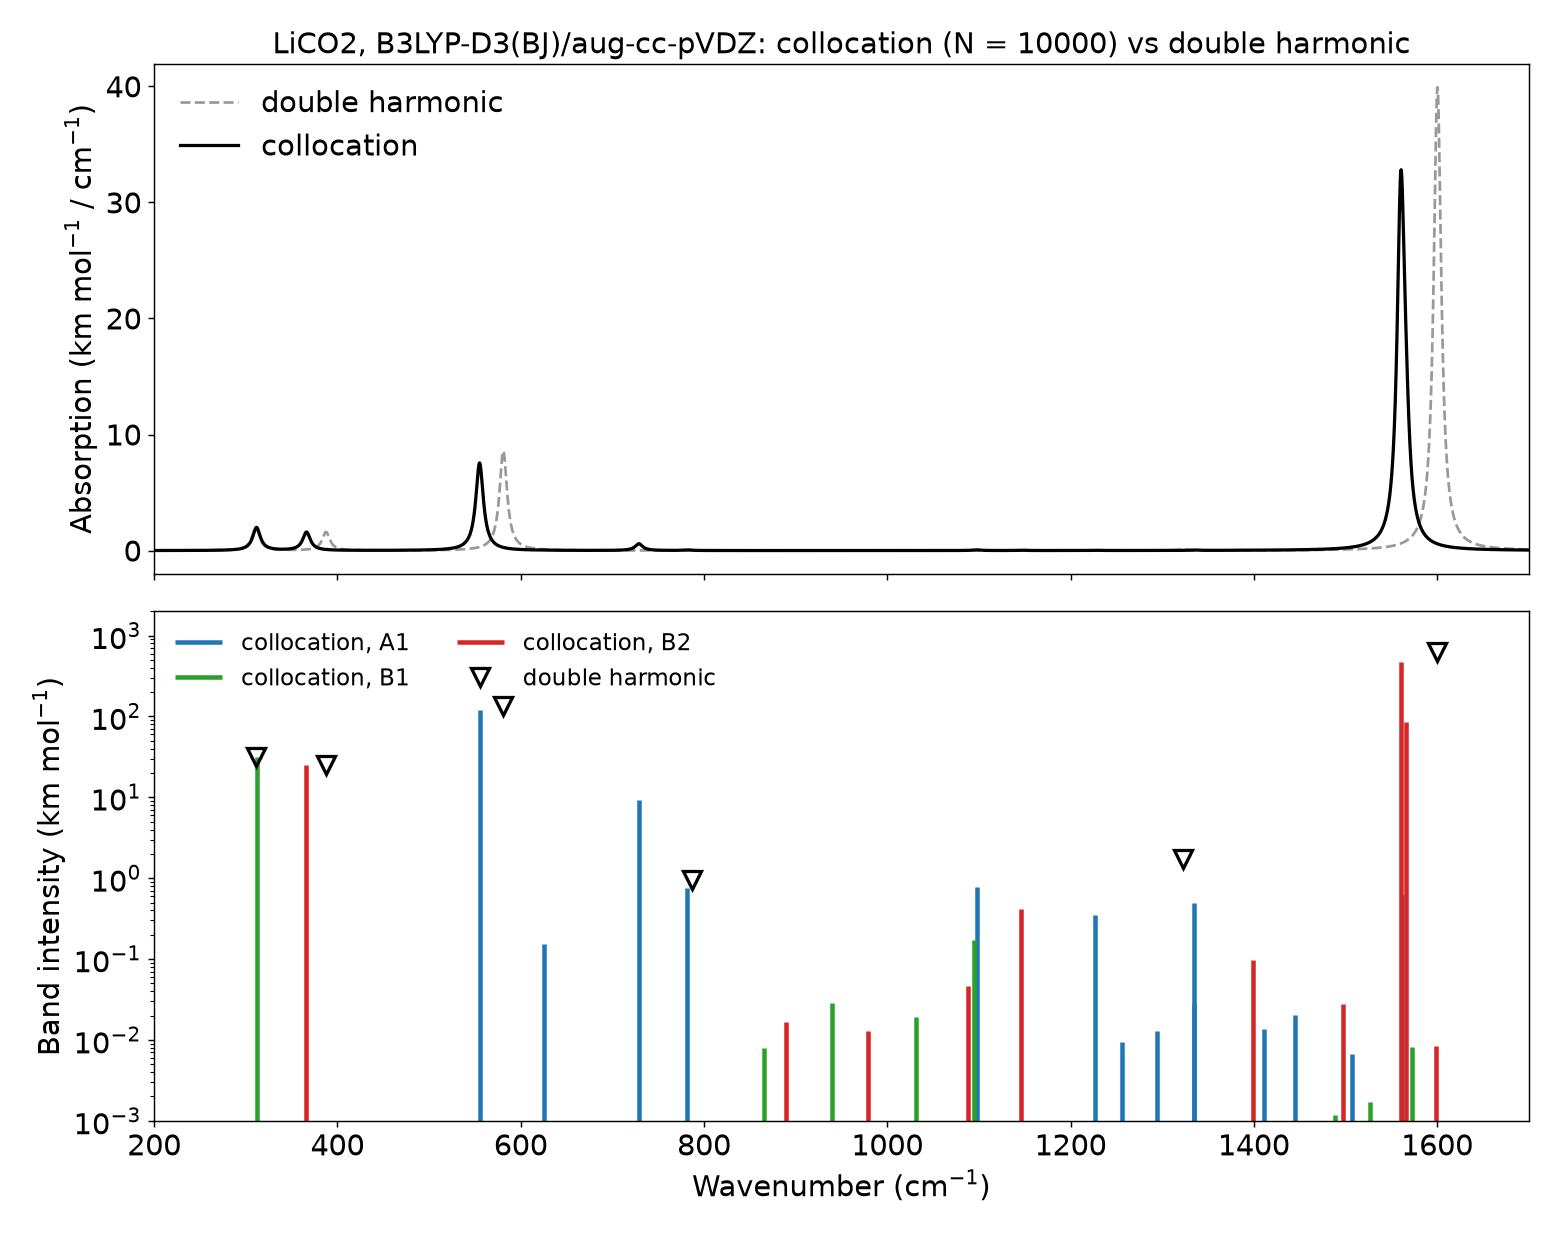 LiCO2, B3LYP-D3(BJ)/aug-cc-pVDZ: collocation (N = 10000) vs double harmonic
Absorption (km mol⁻¹ / cm⁻¹)
40
30
20
10
0
double harmonic
collocation
Band intensity (km mol⁻¹)
10³
10²
10¹
10⁰
10⁻¹
10⁻²
10⁻³
collocation, A1
collocation, B1
collocation, B2
double harmonic
200 400 600 800 1000 1200 1400 1600
Wavenumber (cm⁻¹)